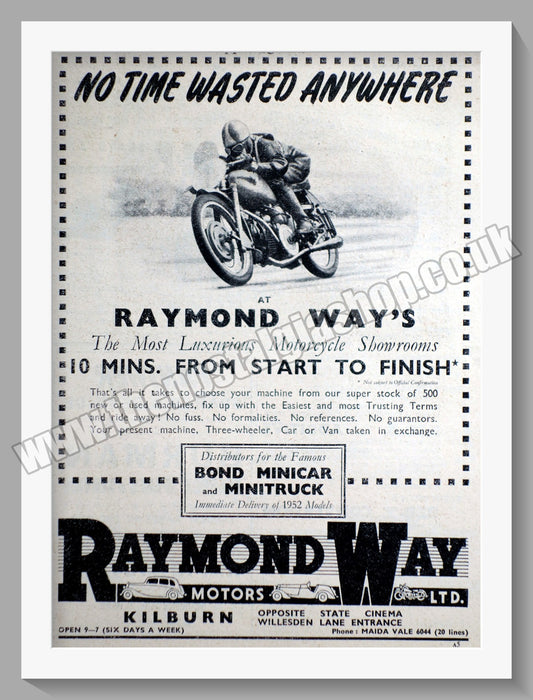 NO TIME WASTED ANYWHERE
AT
RAYMOND WAY'S
The Most Luxurious Motorcycle Showrooms
10 MINS. FROM START TO FINISH*
* Not subject to Official Confirmation
That's all it takes to choose your machine from our super stock of 500
new or used machines, fix up with the Easiest and most Trusting Terms
and ride away! No fuss. No formalities. No references. No guarantors.
Your present machine, Three-wheeler, Car or Van taken in exchange.
Distributors for the Famous
BOND MINICAR
and MINITRUCK
Immediate Delivery of 1952 Models
RAYMOND WAY
MOTORS LTD.
KILBURN
OPPOSITE STATE CINEMA
WILLESDEN LANE ENTRANCE
OPEN 9—7 (SIX DAYS A WEEK)
Phone: MAIDA VALE 6044 (20 lines)
A5
www.thenostalgiashop.co.uk